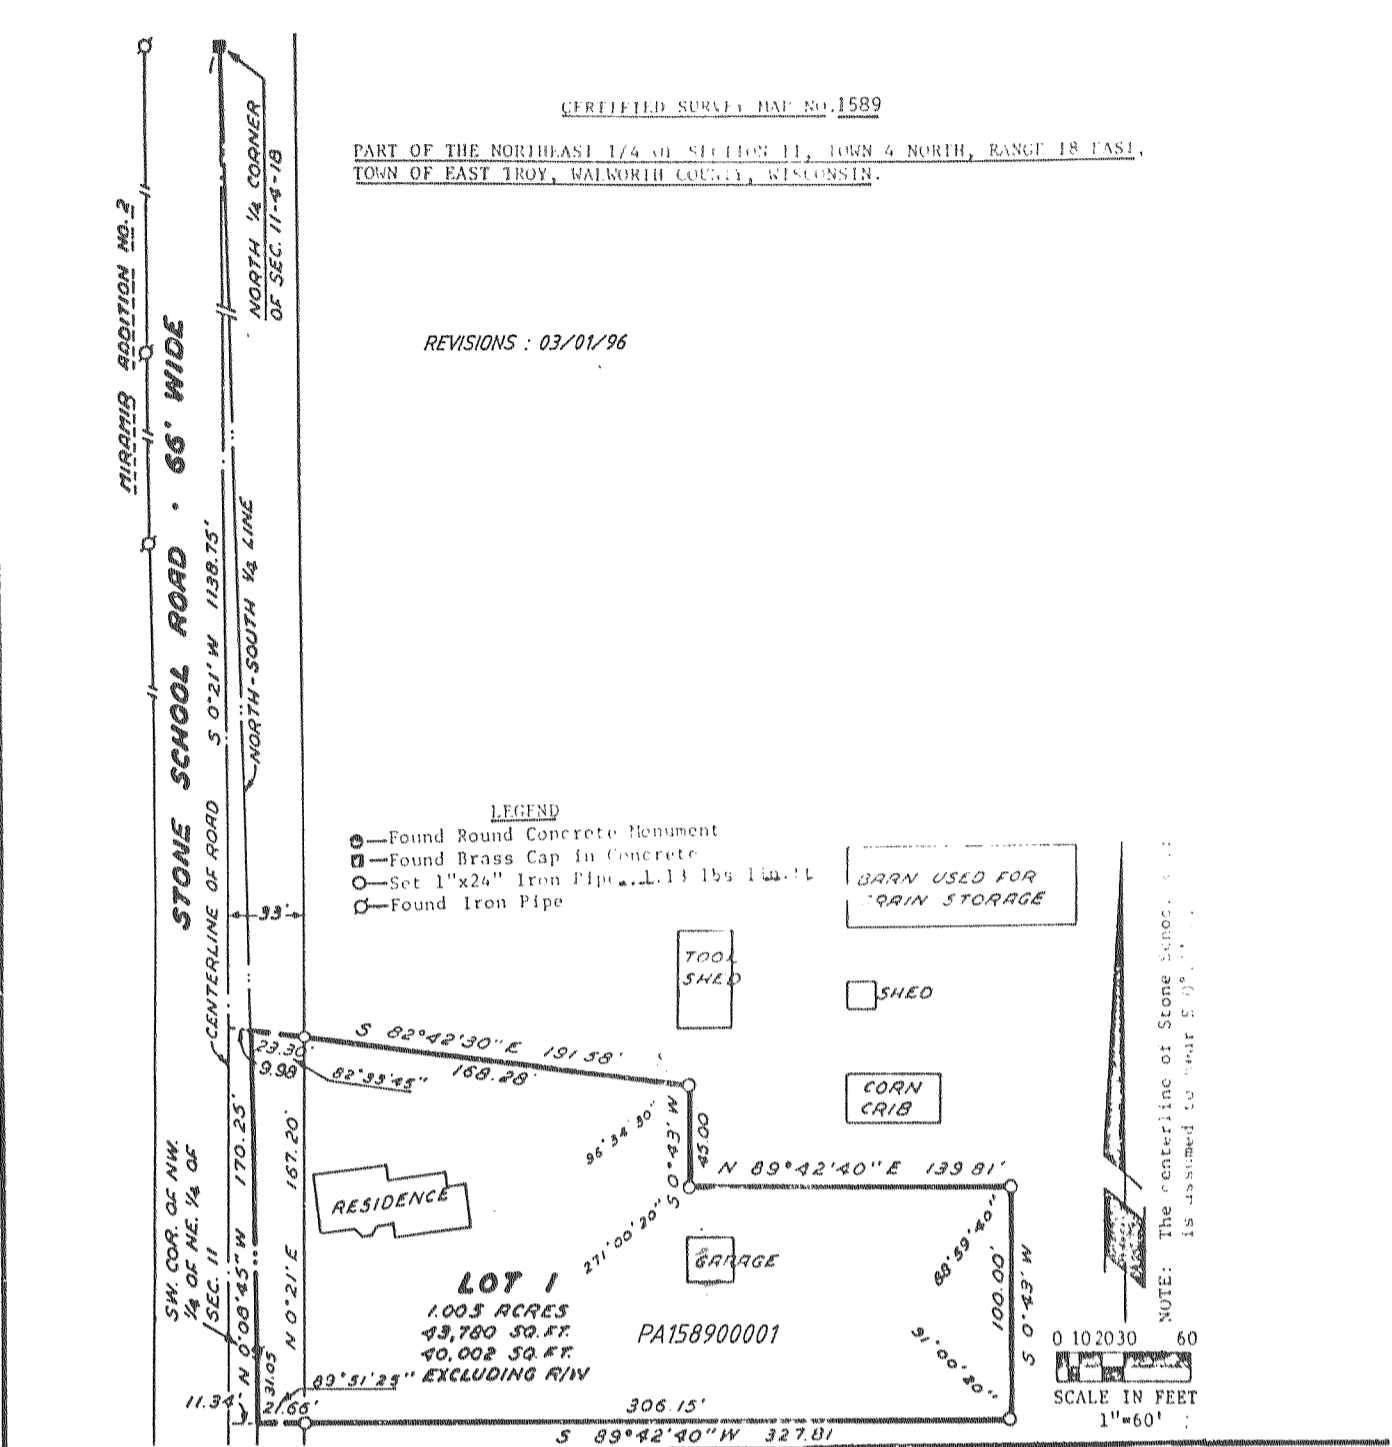 CERTIFIED SURVEY MAP NO.1589
PART OF THE NORTHEAST 1/4 OF SECTION 11, TOWN 4 NORTH, RANGE 18 EAST,
TOWN OF EAST TROY, WALWORTH COUNTY, WISCONSIN.
NORTH ¼ CORNER
OF SEC. 11-4-18
MIRAMIR ADDITION NO. 2
STONE SCHOOL ROAD · 66' WIDE
REVISIONS : 03/01/96
CENTERLINE OF ROAD S 0°21' W 1138.75'
NORTH-SOUTH ¼ LINE
33'
LEGEND
Found Round Concrete Monument
Found Brass Cap in Concrete
Set 1"x24" Iron Pipe... 1.13 lbs lin.ft
Found Iron Pipe
BARN USED FOR
RAIN STORAGE
TOOL
SHED
SHED
CORN
CRIB
S 82°42'30" E 191.58'
23.30'
9.98
82°33'45"
168.28'
96°34'30"
S 0°43' W
45.00
N 89°42'40" E 139.81'
271°00'20"
88°59'40"
RESIDENCE
GARAGE
LOT 1
1.005 ACRES
43,780 SQ. FT.
40,002 SQ. FT.
EXCLUDING R/W
PA158900001
100.00'
S 0°43' W
91°00'20"
SW. COR. OF NW.
¼ OF NE. ¼ OF
SEC. 11
N 0°08'45" W 170.25'
N 0°21' E 167.20'
31.05
11.34'
21.66'
89°51'25"
306.15'
S 89°42'40" W 327.81
NOTE: The centerline of Stone
is assumed to bear S 0°
0 10 20 30 60
SCALE IN FEET
1"=60'